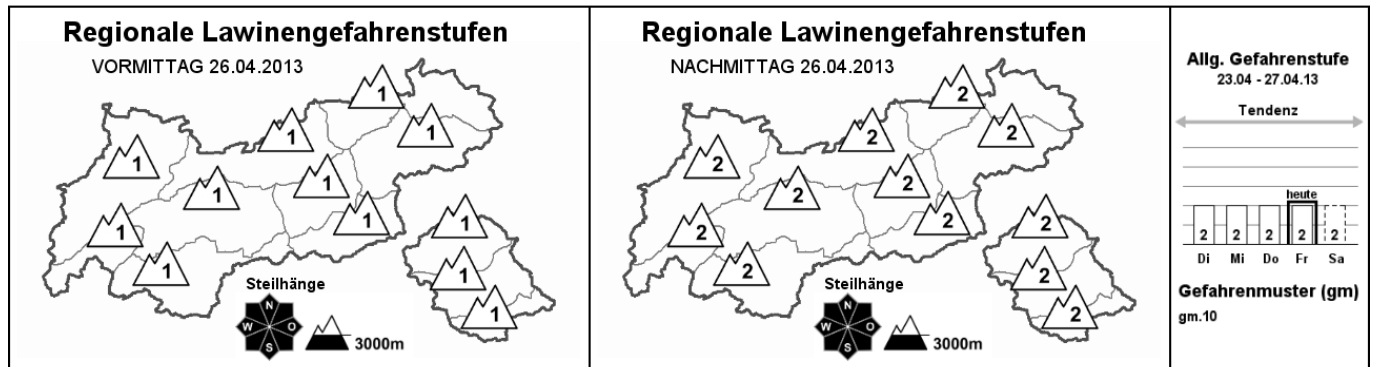 Regionale Lawinengefahrenstufen
VORMITTAG 26.04.2013
1
1
1
1
1
1
1
1
1
1
1
1
1
Steilhänge
N
W O
S
3000m
Regionale Lawinengefahrenstufen
NACHMITTAG 26.04.2013
2
2
2
2
2
2
2
2
2
2
2
2
Steilhänge
N
W O
S
3000m
Allg. Gefahrenstufe
23.04 - 27.04.13
Tendenz
heute
2 2 2 2 2
Di Mi Do Fr Sa
Gefahrenmuster (gm)
gm.10